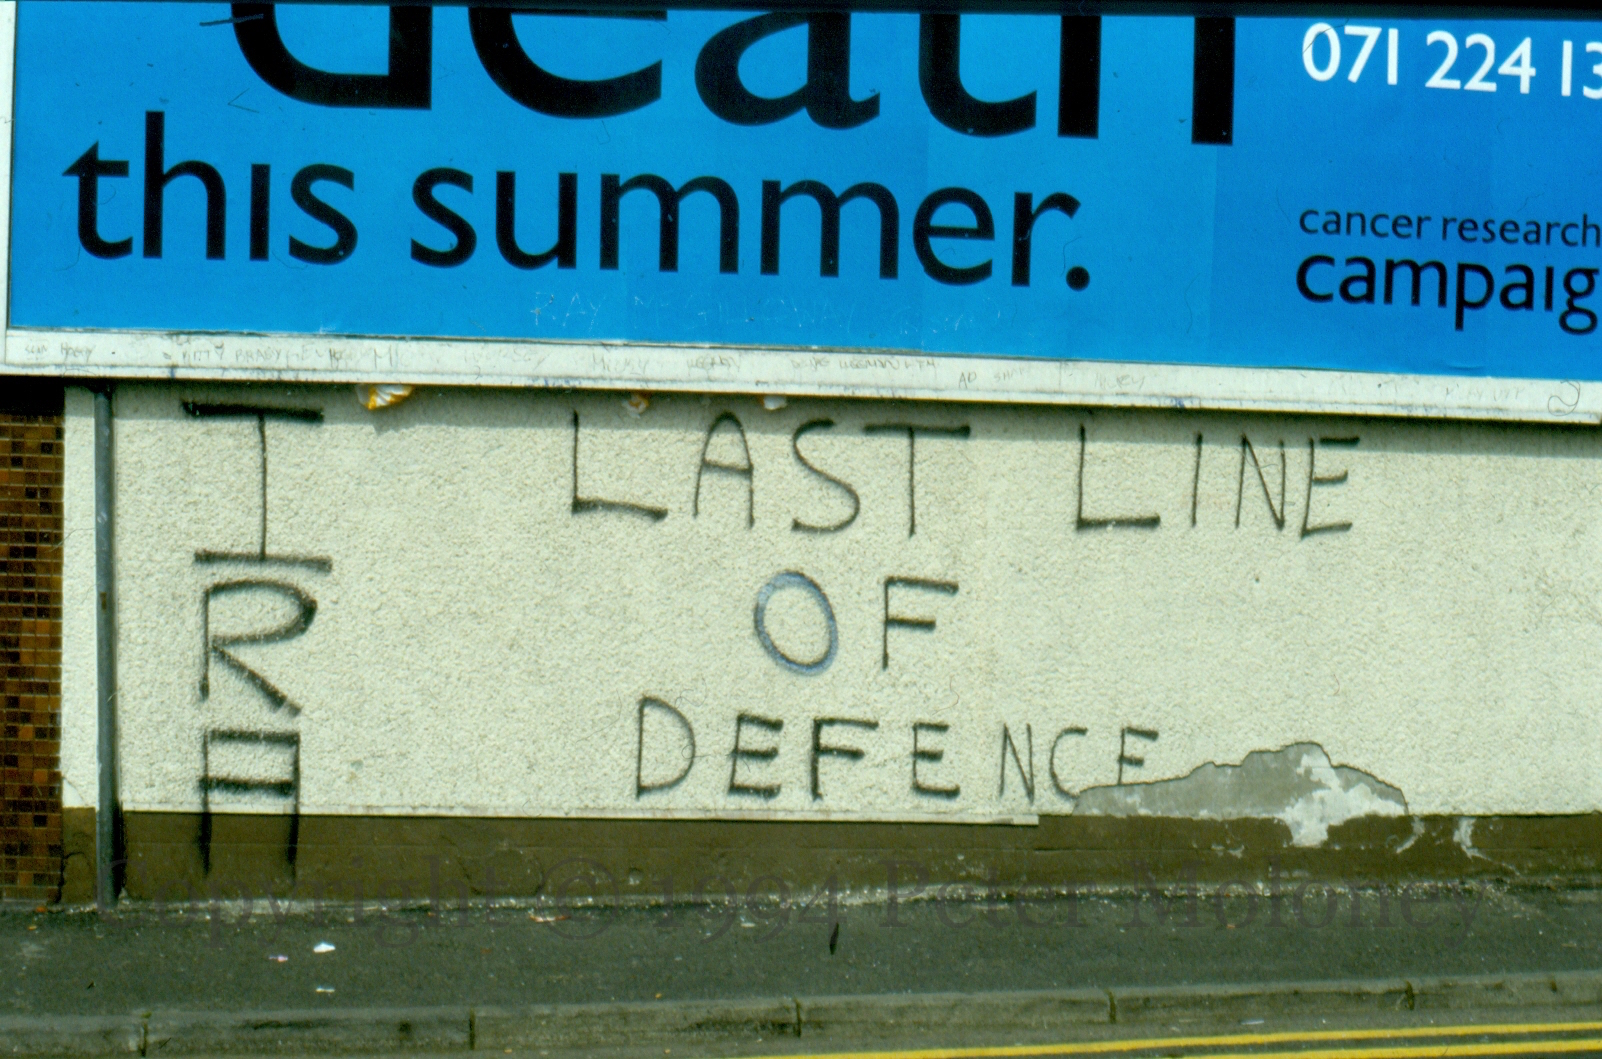 death
this summer.
071 224 13
cancer research
campaig
IRA
LAST LINE
OF
DEFENCE
Copyright © 1994 Peter Moloney